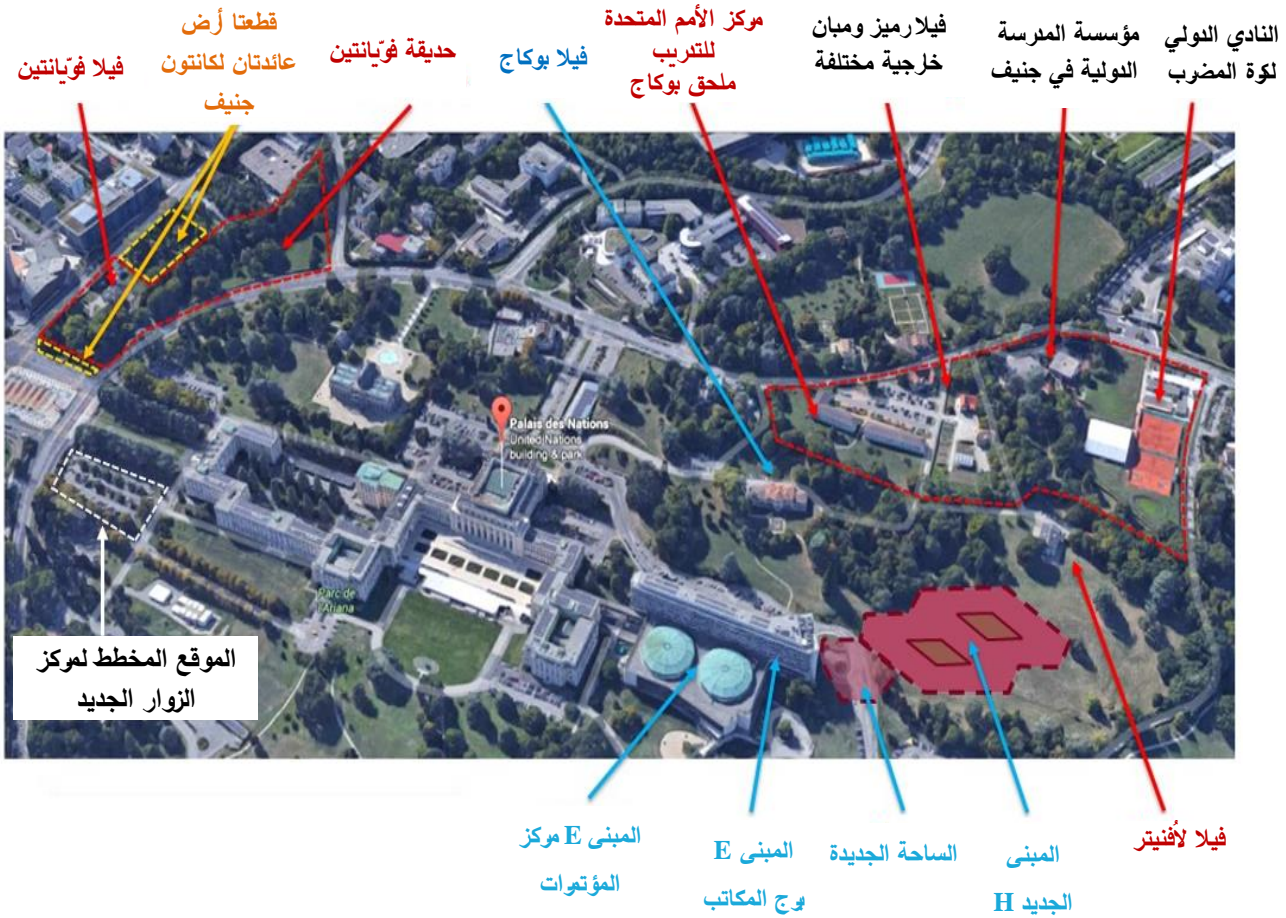 النادي الدولي
لكرة المضرب
مؤسسة المدرسة
الدولية في جنيف
فيلا رميز ومبان
خارجية مختلفة
مركز الأمم المتحدة
للتدريب
ملحق بوكاج
فيلا بوكاج
حديقة فوّيانتين
قطعتا أرض
عائدتان لكانتون
جنيف
فيلا فوّيانتين
Palais des Nations
United Nations
building & park
Parc de
l'Ariana
الموقع المخطط لمركز
الزوار الجديد
فيلا لأفنيتر
المبنى
الجديد H
الساحة الجديدة
المبنى E
برج المكاتب
المبنى E مركز
المؤتمرات